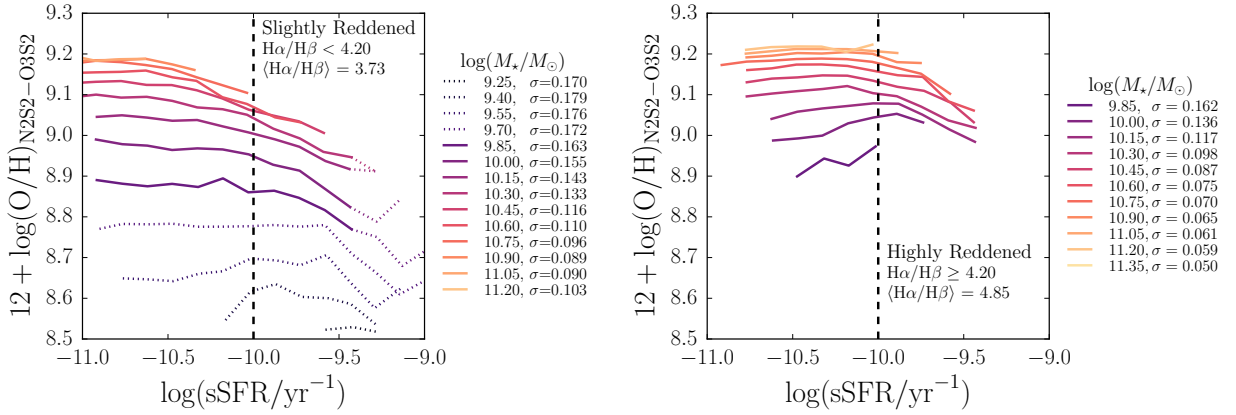 9.3
9.2
9.1
9.0
8.9
8.8
8.7
8.6
8.5
12 + log(O/H)N2S2−O3S2
−11.0 −10.5 −10.0 −9.5 −9.0
log(sSFR/yr−1)
Slightly Reddened
Hα/Hβ < 4.20
⟨Hα/Hβ⟩ = 3.73
log(M⋆/M⊙)
9.25, σ=0.170
9.40, σ=0.179
9.55, σ=0.176
9.70, σ=0.172
9.85, σ=0.163
10.00, σ=0.155
10.15, σ=0.143
10.30, σ=0.133
10.45, σ=0.116
10.60, σ=0.110
10.75, σ=0.096
10.90, σ=0.089
11.05, σ=0.090
11.20, σ=0.103
9.3
9.2
9.1
9.0
8.9
8.8
8.7
8.6
8.5
12 + log(O/H)N2S2−O3S2
−11.0 −10.5 −10.0 −9.5 −9.0
log(sSFR/yr−1)
Highly Reddened
Hα/Hβ ≥ 4.20
⟨Hα/Hβ⟩ = 4.85
log(M⋆/M⊙)
9.85, σ = 0.162
10.00, σ = 0.136
10.15, σ = 0.117
10.30, σ = 0.098
10.45, σ = 0.087
10.60, σ = 0.075
10.75, σ = 0.070
10.90, σ = 0.065
11.05, σ = 0.061
11.20, σ = 0.059
11.35, σ = 0.050